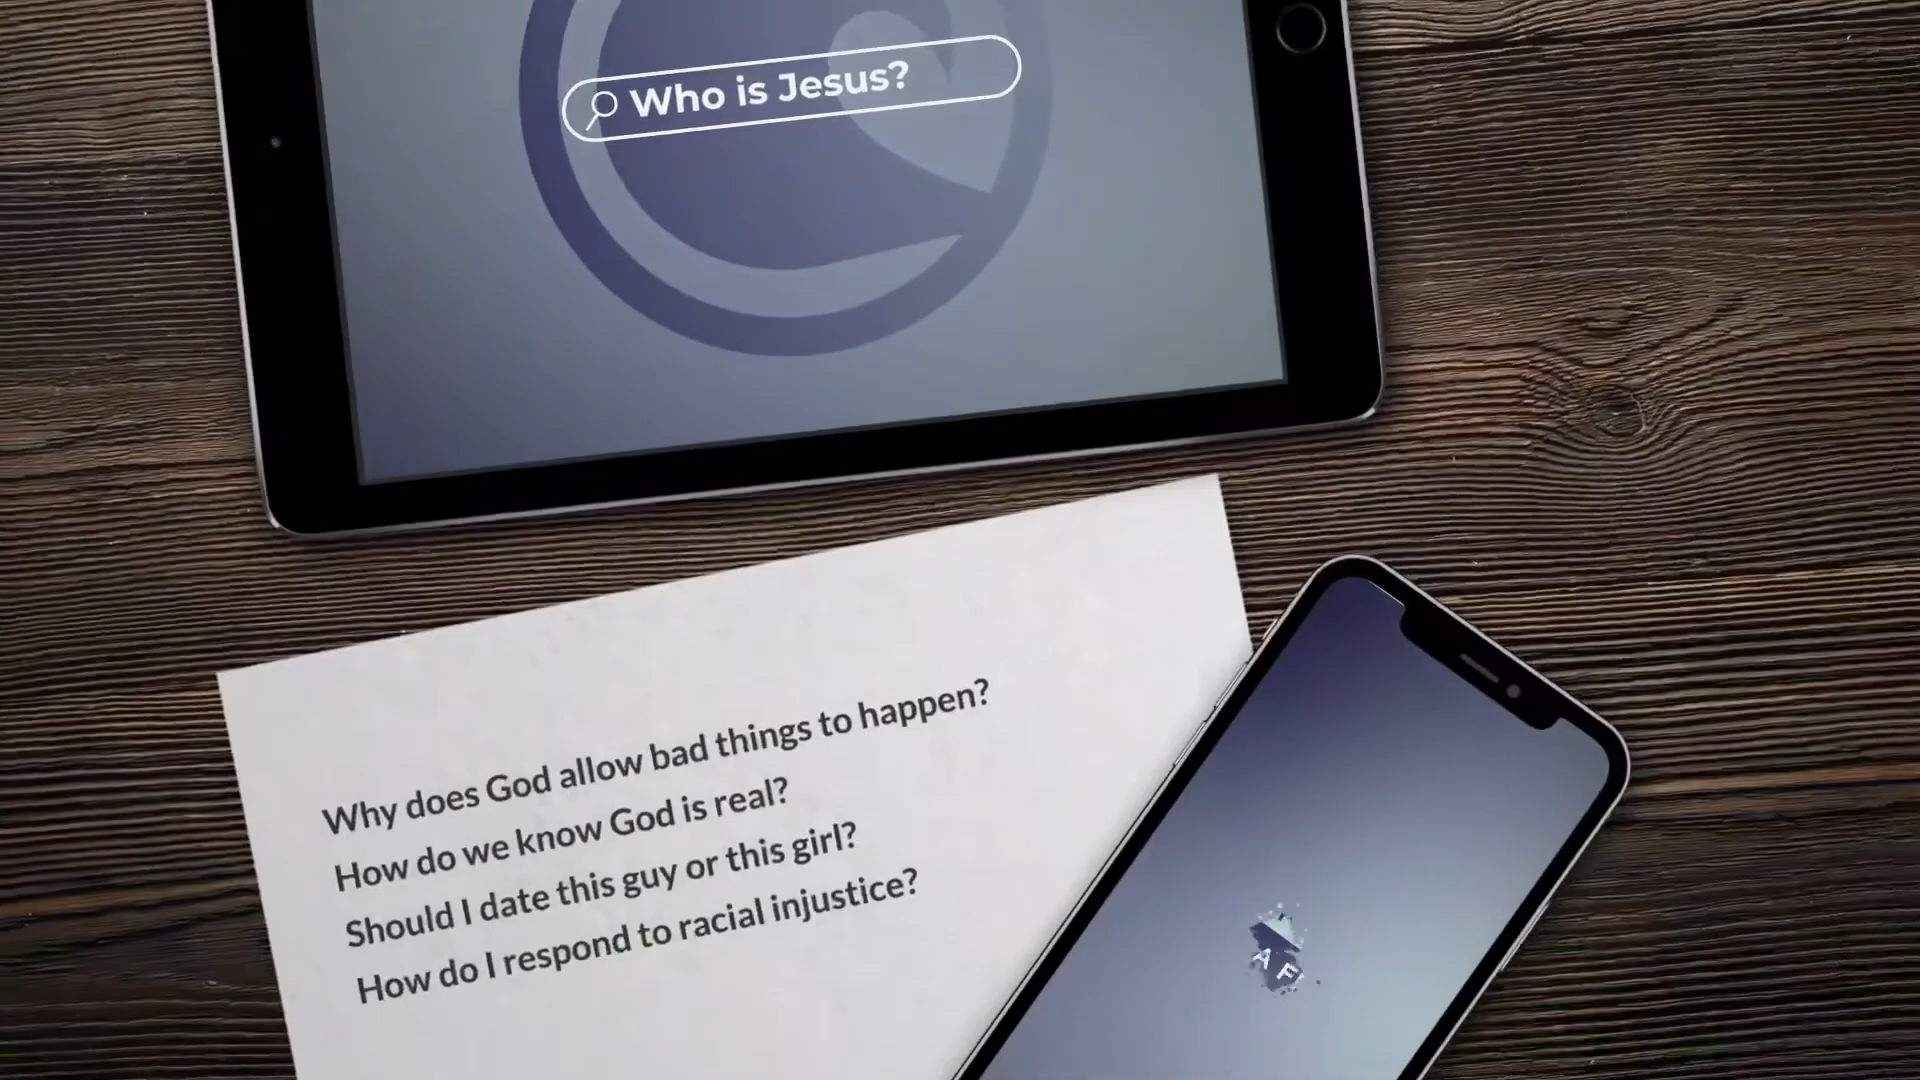 Who is Jesus?
Why does God allow bad things to happen?
How do we know God is real?
Should I date this guy or this girl?
How do I respond to racial injustice?
A F